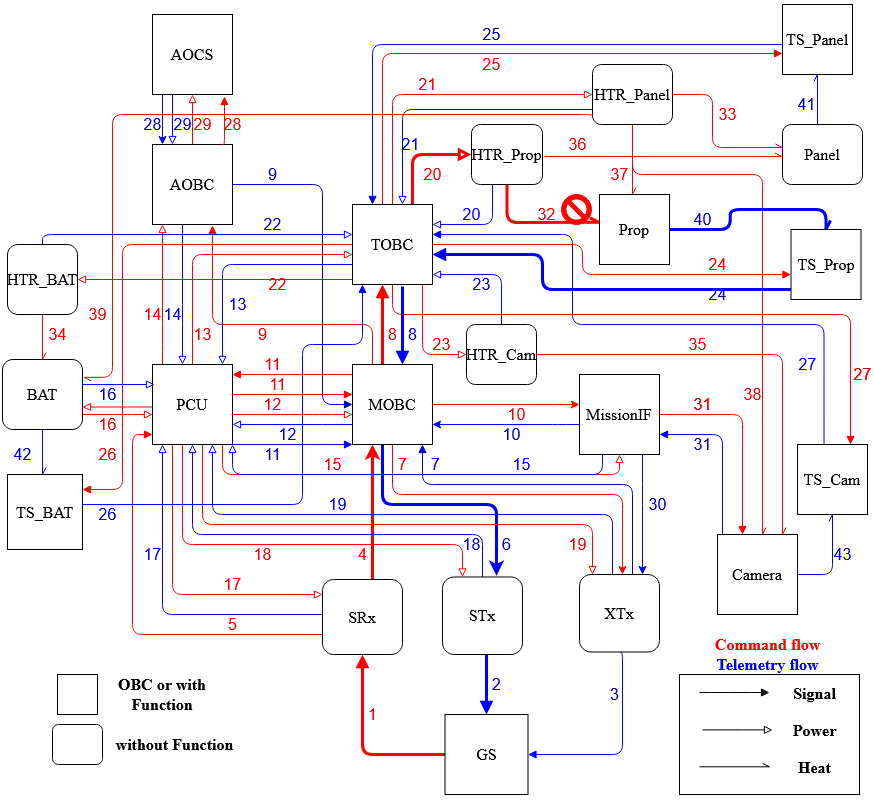 25
TS_Panel
AOCS
25
21
HTR_Panel
41
28
29
29
28
33
21
HTR_Prop
36
Panel
AOBC
9
20
37
20
32
Prop
40
22
TOBC
TS_Prop
24
HTR_BAT
22
23
24
39
14
14
13
13
34
9
8
8
23
HTR_Cam
35
27
27
11
BAT
16
PCU
11
MOBC
38
12
10
MissionIF
31
16
12
10
31
42
26
11
15
7
7
15
TS_Cam
TS_BAT
26
19
30
17
18
4
18
6
19
43
Camera
17
SRx
STx
XTx
5
Command flow
Telemetry flow
OBC or with
Function
2
3
Signal
1
without Function
Power
GS
Heat